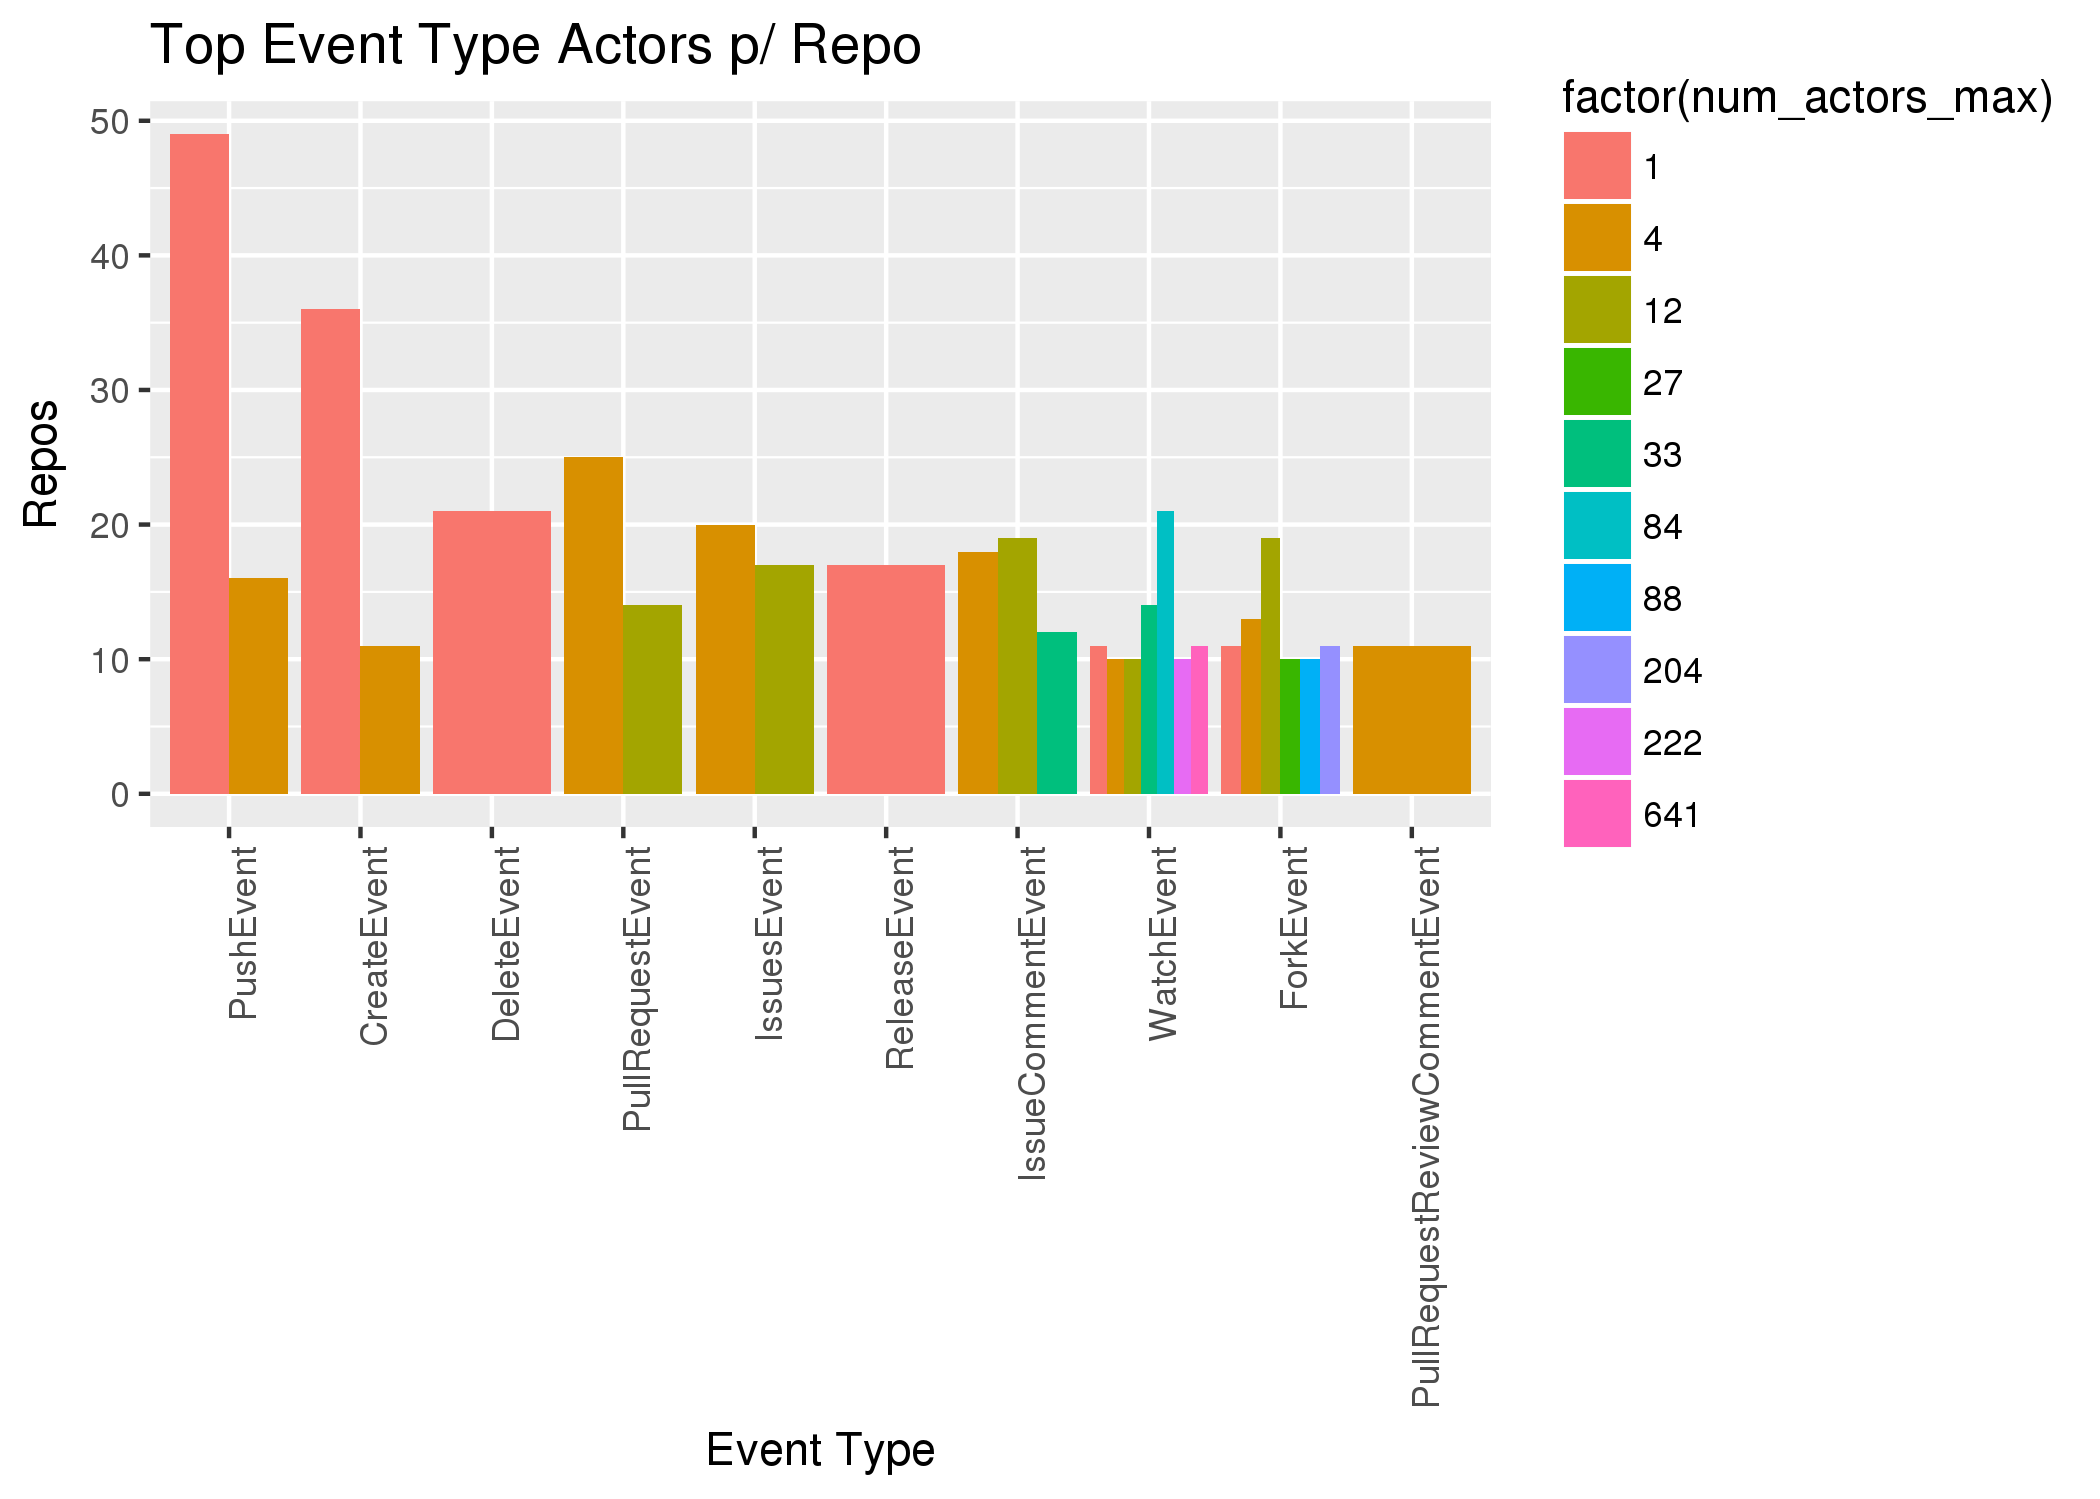 Top Event Type Actors p/ Repo
Repos
50
40
30
20
10
0
PushEvent
CreateEvent
DeleteEvent
PullRequestEvent
IssuesEvent
ReleaseEvent
IssueCommentEvent
WatchEvent
ForkEvent
PullRequestReviewCommentEvent
Event Type
factor(num_actors_max)
1
4
12
27
33
84
88
204
222
641